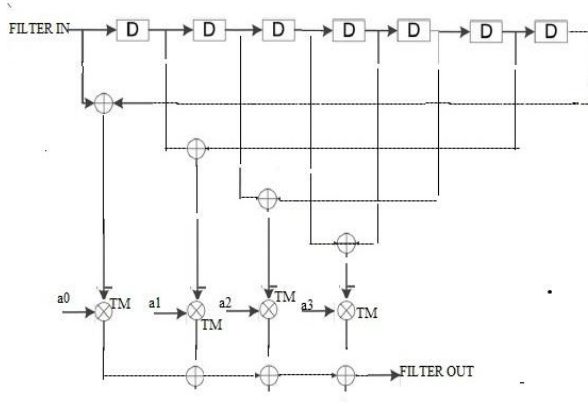 FILTER IN
D D D D D D D
a0 TM
a1 TM
a2 TM
a3 TM
FILTER OUT